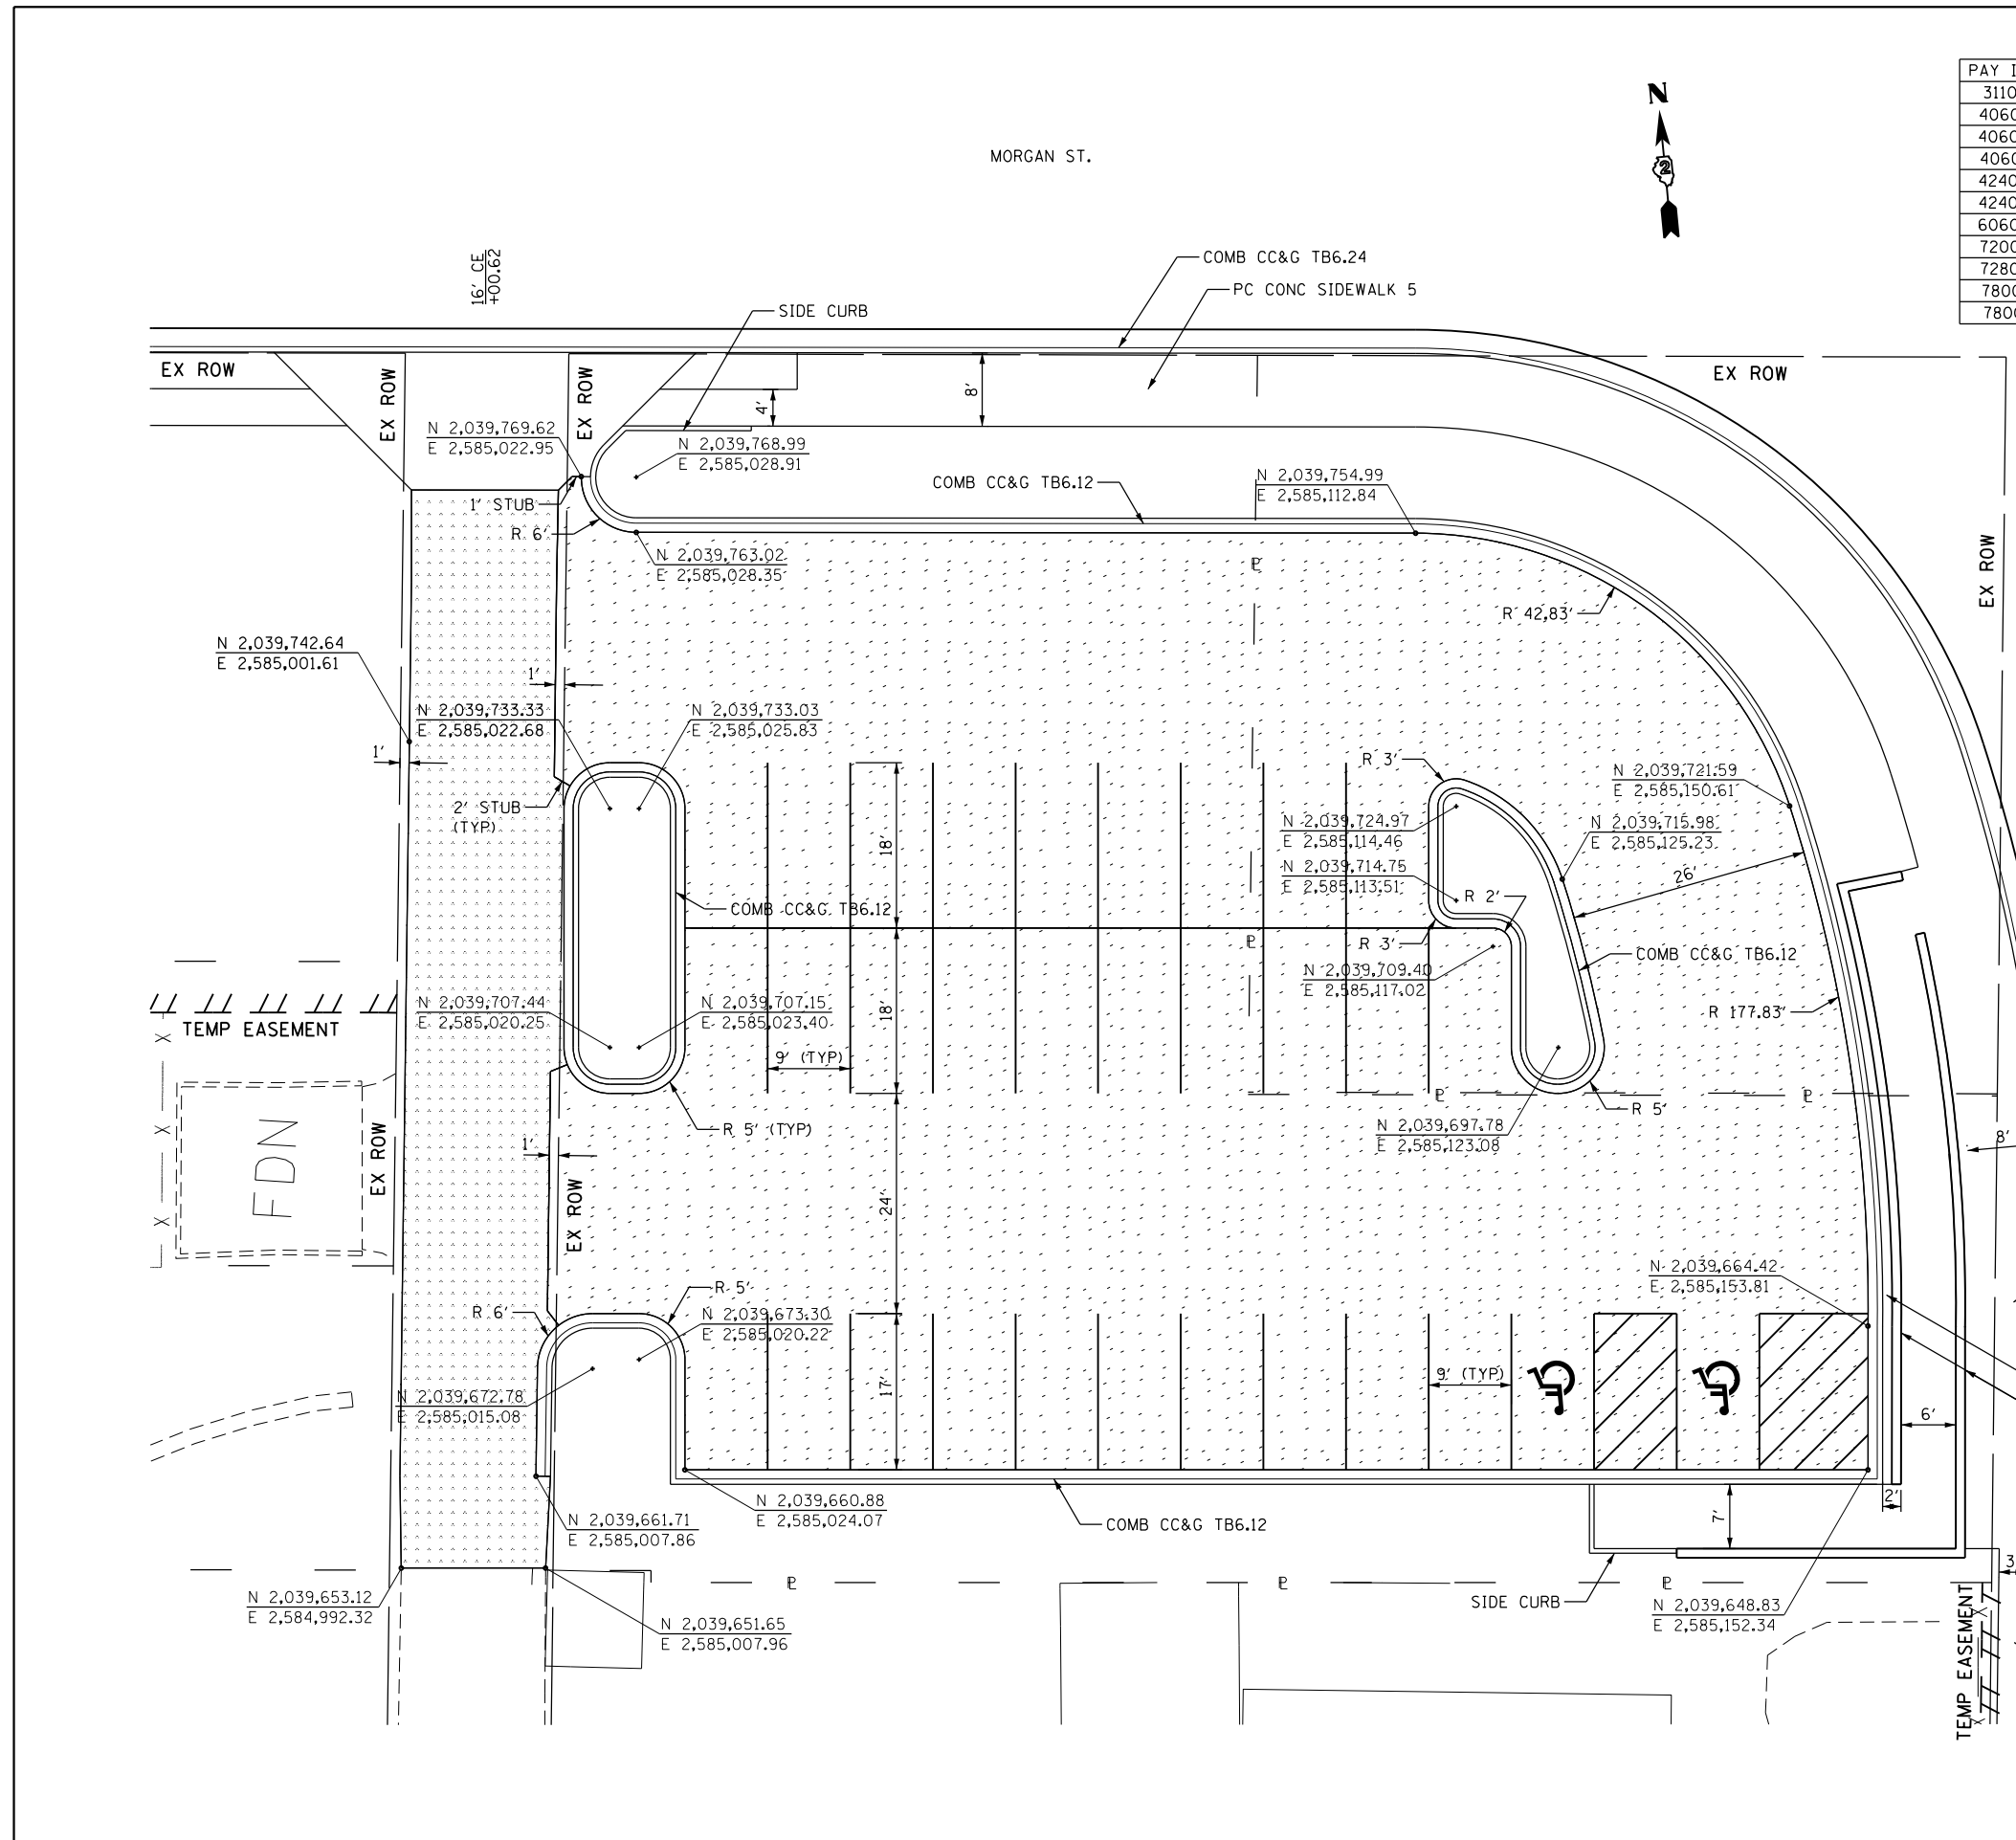 PAY I
3110
4060
4060
4060
4240
4240
6060
7200
7280
7800
7800
N
2
MORGAN ST.
16' CE
+00.62
COMB CC&G TB6.24
PC CONC SIDEWALK 5
SIDE CURB
EX ROW
EX ROW
EX ROW
EX ROW
8'
4'
N 2,039,769.62
E 2,585,022.95
N 2,039,768.99
E 2,585,028.91
COMB CC&G TB6.12
N 2,039,754.99
E 2,585,112.84
1' STUB
R 6'
N 2,039,763.02
E 2,585,028.35
P
EX ROW
R 42.83'
N 2,039,742.64
E 2,585,001.61
1'
N 2,039,733.33
E 2,585,022.68
N 2,039,733.03
E 2,585,025.83
1'
R 3'
N 2,039,721.59
E 2,585,150.61
2' STUB
(TYP)
18'
N 2,039,724.97
E 2,585,114.46
N 2,039,715.98
E 2,585,125.23
N 2,039,714.75
E 2,585,113.51
26'
R 2'
COMB CC&G TB6.12
R 3'
P
COMB CC&G TB6.12
N 2,039,709.40
E 2,585,117.02
N 2,039,707.44
E 2,585,020.25
N 2,039,707.15
E 2,585,023.40
18'
R 177.83'
TEMP EASEMENT
X
9' (TYP)
P
P
R 5'
X
R 5' (TYP)
N 2,039,697.78
E 2,585,123.08
8'
1'
FDN
EX ROW
X
EX ROW
24'
N 2,039,664.42
E 2,585,153.81
R 5'
R 6'
N 2,039,673.30
E 2,585,020.22
9' (TYP)
17'
N 2,039,672.78
E 2,585,015.08
6'
2'
N 2,039,660.88
E 2,585,024.07
N 2,039,661.71
E 2,585,007.86
COMB CC&G TB6.12
7'
3
P
P
P
N 2,039,653.12
E 2,584,992.32
SIDE CURB
N 2,039,648.83
E 2,585,152.34
N 2,039,651.65
E 2,585,007.96
TEMP EASEMENT
X
X